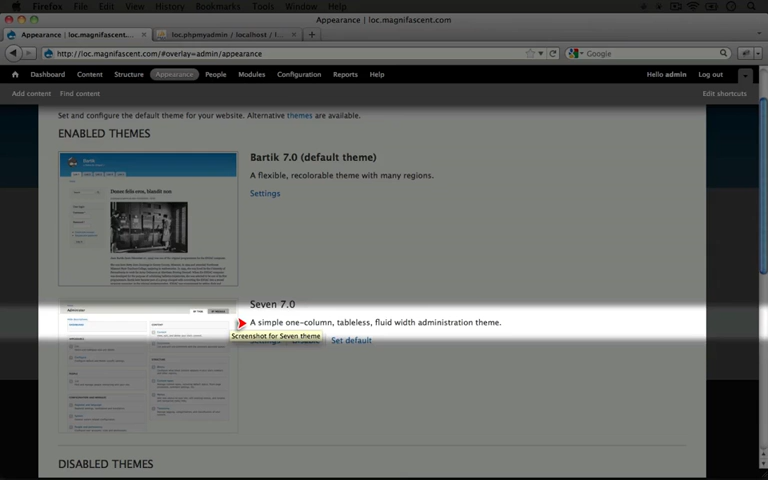 Firefox File Edit View History Bookmarks Tools Window Help
Appearance | loc.magnifascent.com
Appearance | loc.magnifascent.com
loc.phpmyadmin / localhost / l...
http://loc.magnifascent.com/#overlay=admin/appearance
Google
Dashboard Content Structure Appearance People Modules Configuration Reports Help
Hello admin Log out
Add content Find content
Edit shortcuts
Set and configure the default theme for your website. Alternative themes are available.
ENABLED THEMES
Bartik 7.0 (default theme)
A flexible, recolorable theme with many regions.
Settings
Bartik
Seven 7.0
A simple one-column, tableless, fluid width administration theme.
Screenshot for Seven theme
Set default
DISABLED THEMES